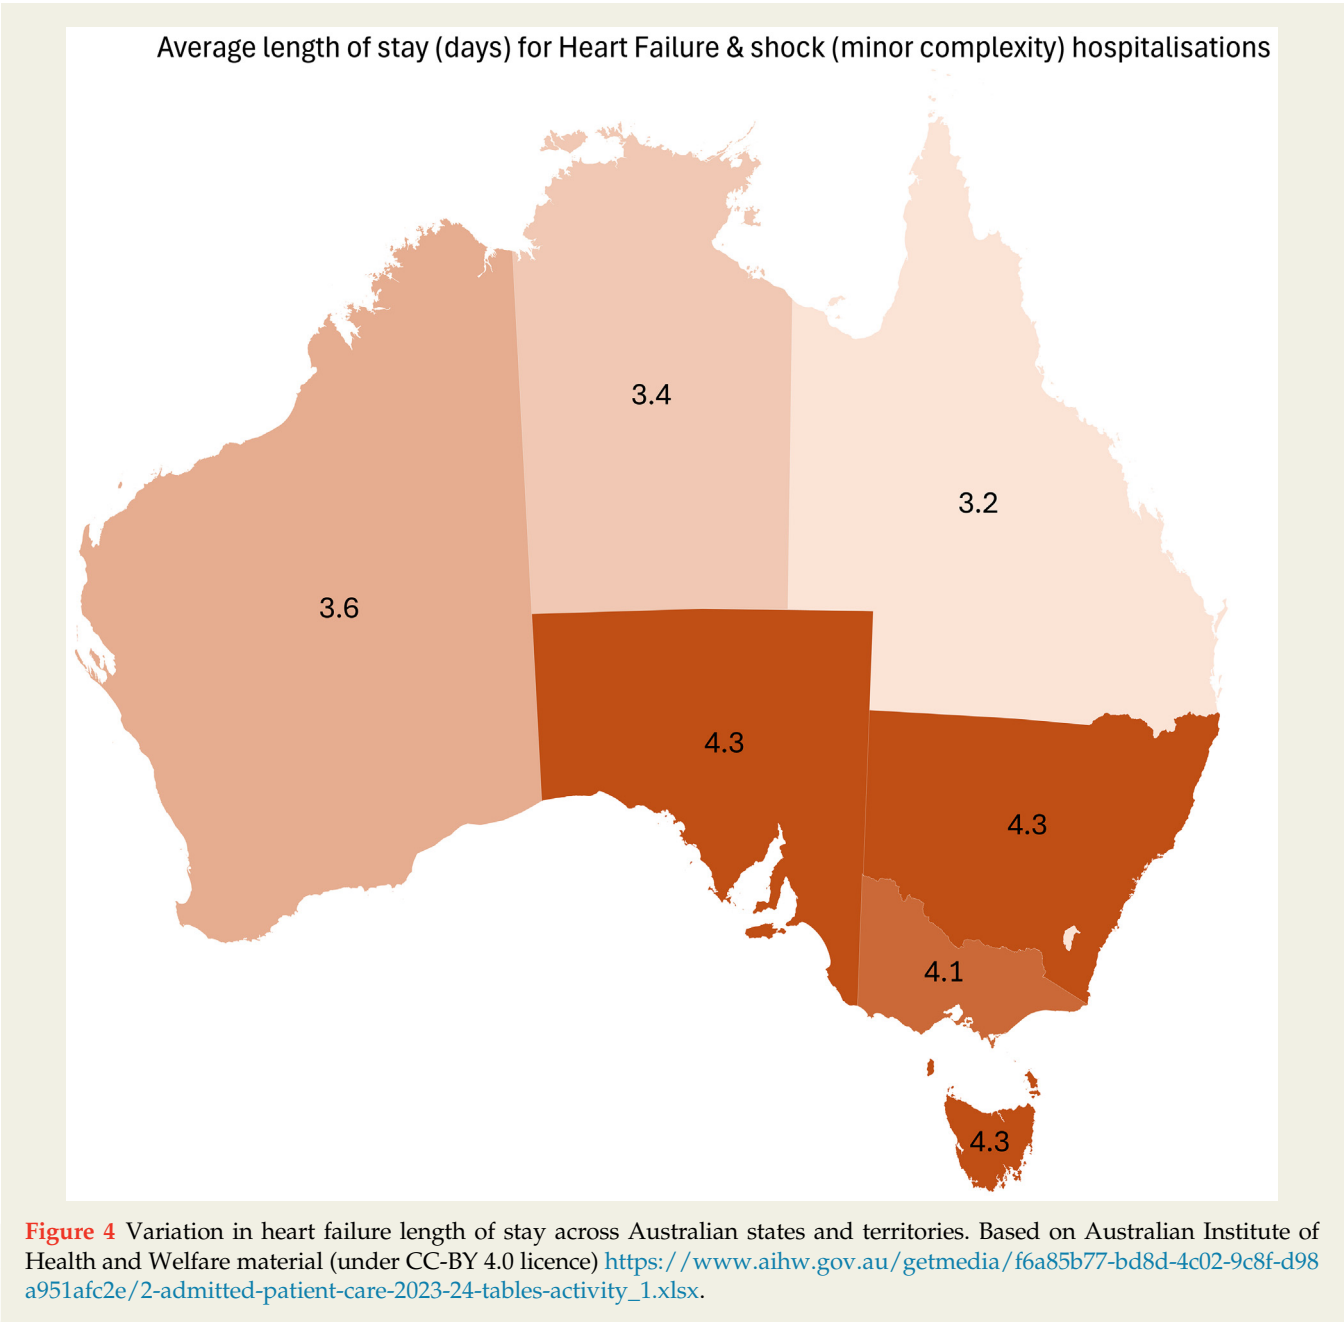 Average length of stay (days) for Heart Failure & shock (minor complexity) hospitalisations
3.4
3.2
3.6
4.3
4.3
4.1
4.3
Figure 4 Variation in heart failure length of stay across Australian states and territories. Based on Australian Institute of
Health and Welfare material (under CC-BY 4.0 licence) https://www.aihw.gov.au/getmedia/f6a85b77-bd8d-4c02-9c8f-d98
a951afc2e/2-admitted-patient-care-2023-24-tables-activity_1.xlsx.